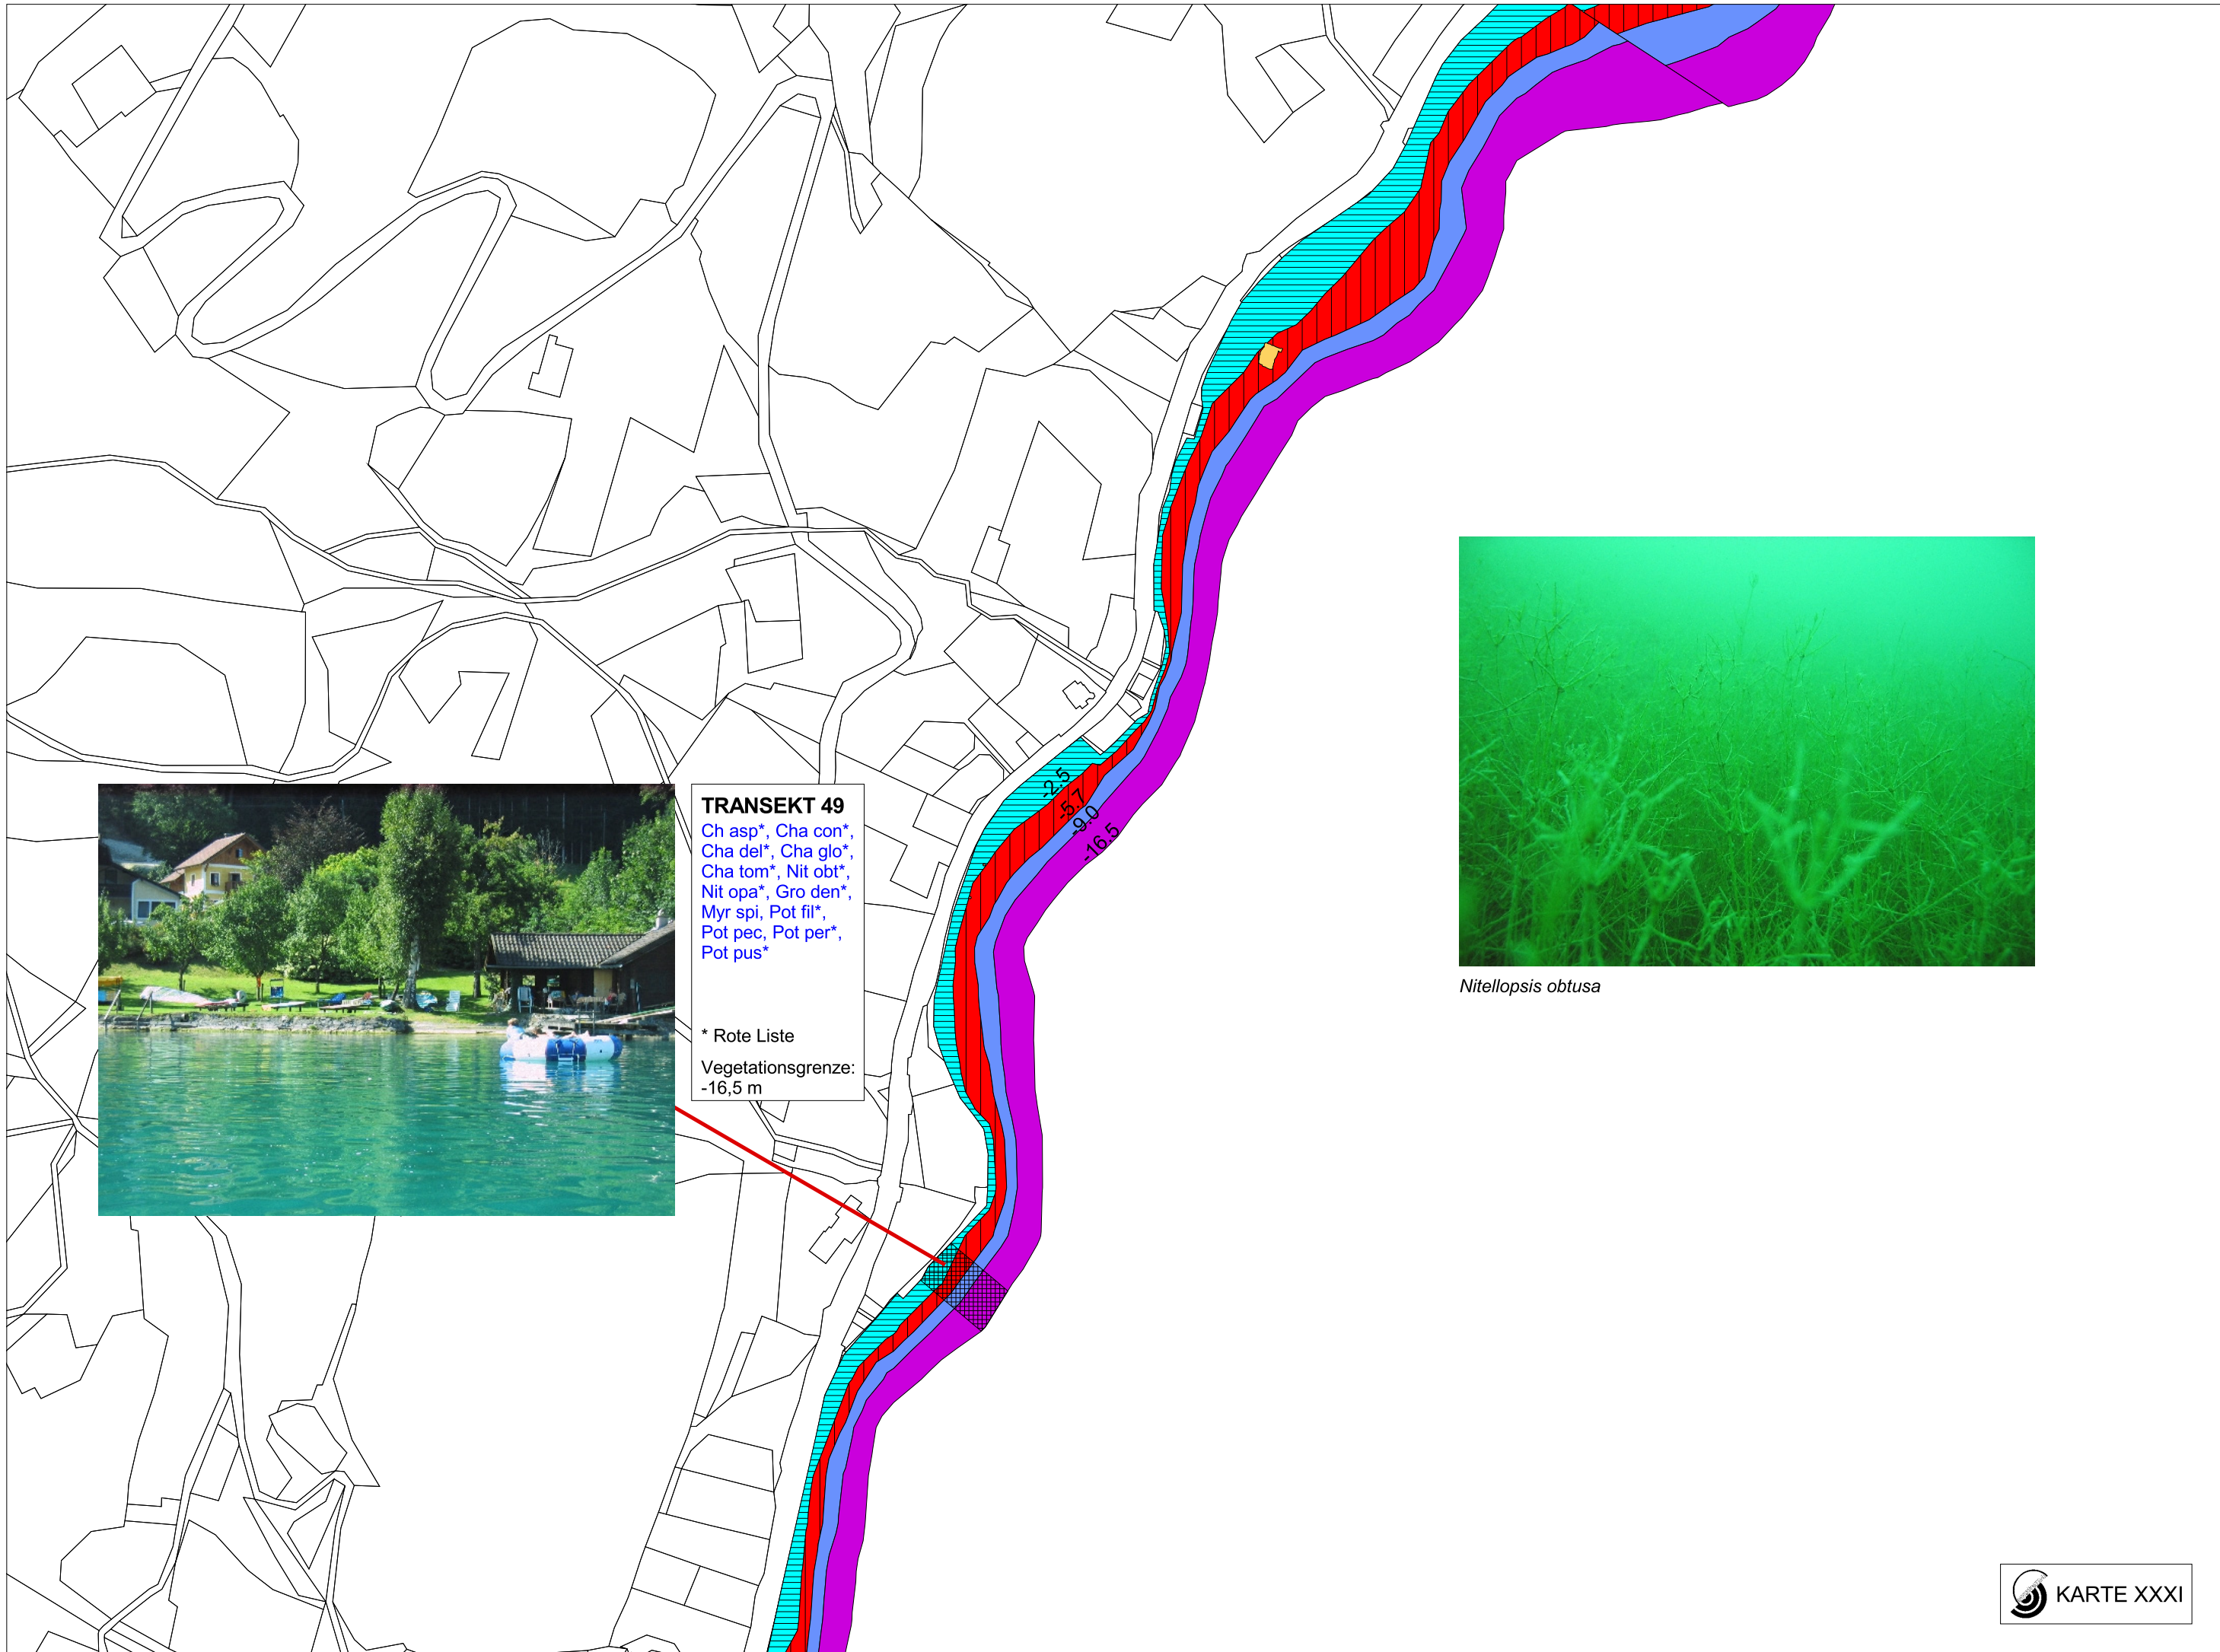 TRANSEKT 49
Ch asp*, Cha con*,
Cha del*, Cha glo*,
Cha tom*, Nit obt*,
Nit opa*, Gro den*,
Myr spi, Pot fil*,
Pot pec, Pot per*,
Pot pus*
* Rote Liste
Vegetationsgrenze:
-16,5 m
-2.5
-5.7
-9.0
-16.5
Nitellopsis obtusa
KARTE XXXI